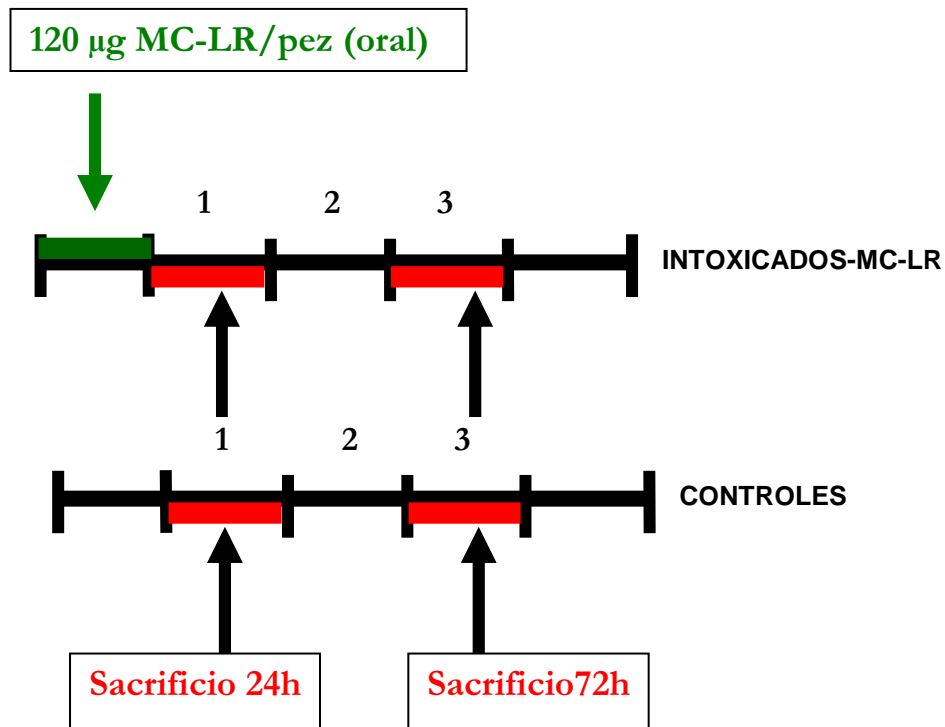 120 µg MC-LR/pez (oral)
1 2 3
INTOXICADOS-MC-LR
1 2 3
CONTROLES
Sacrificio 24h
Sacrificio72h